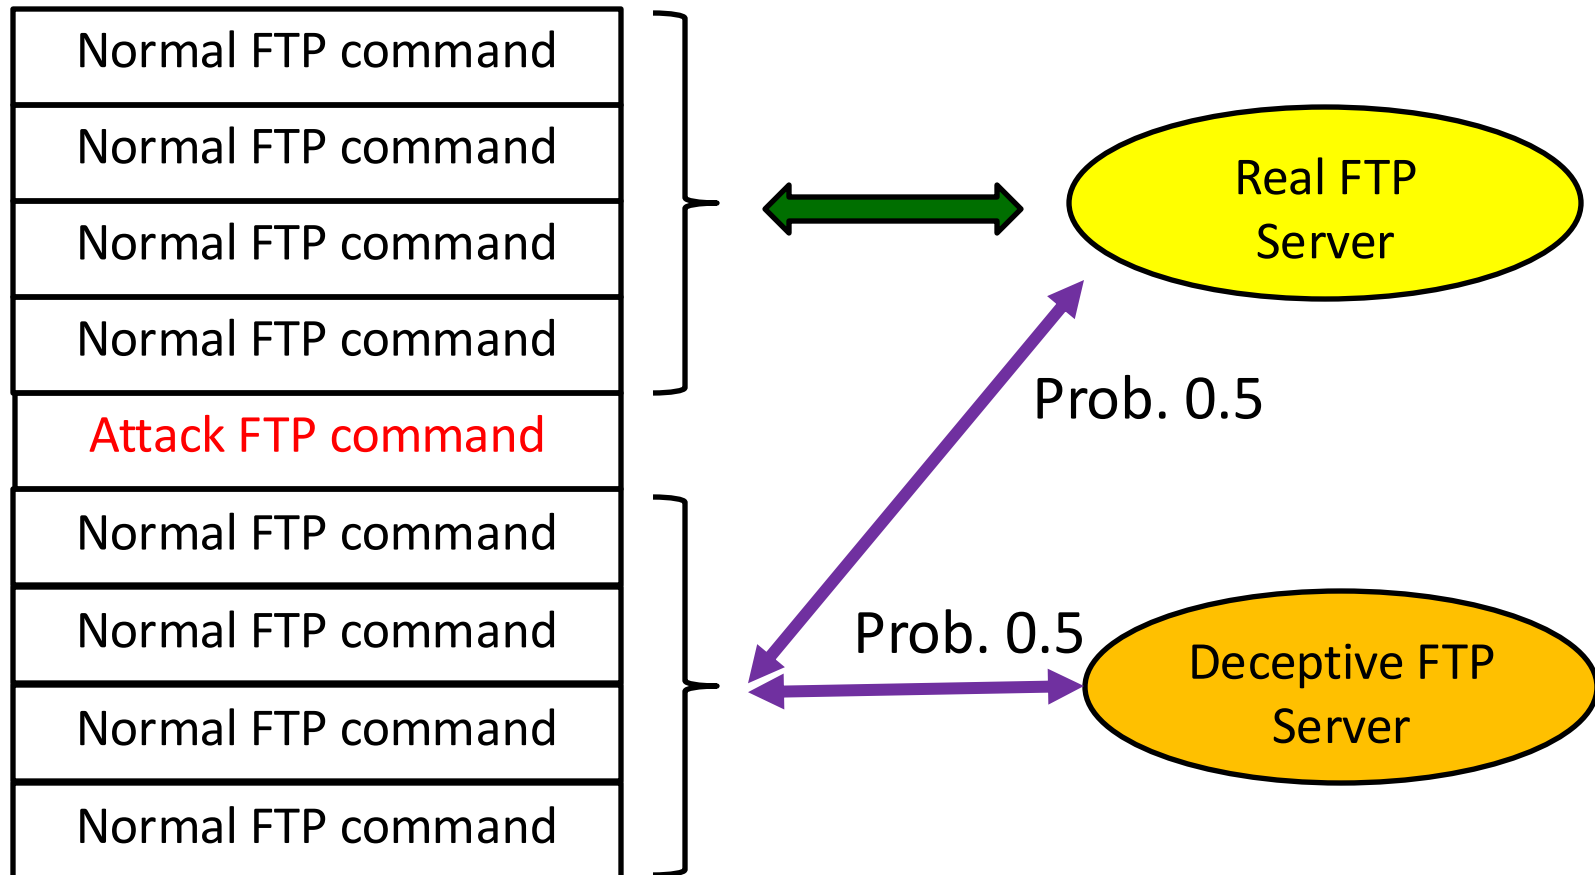 Normal FTP command
Normal FTP command
Normal FTP command
Normal FTP command
Attack FTP command
Normal FTP command
Normal FTP command
Normal FTP command
Normal FTP command
Real FTP
Server
Prob. 0.5
Prob. 0.5
Deceptive FTP
Server